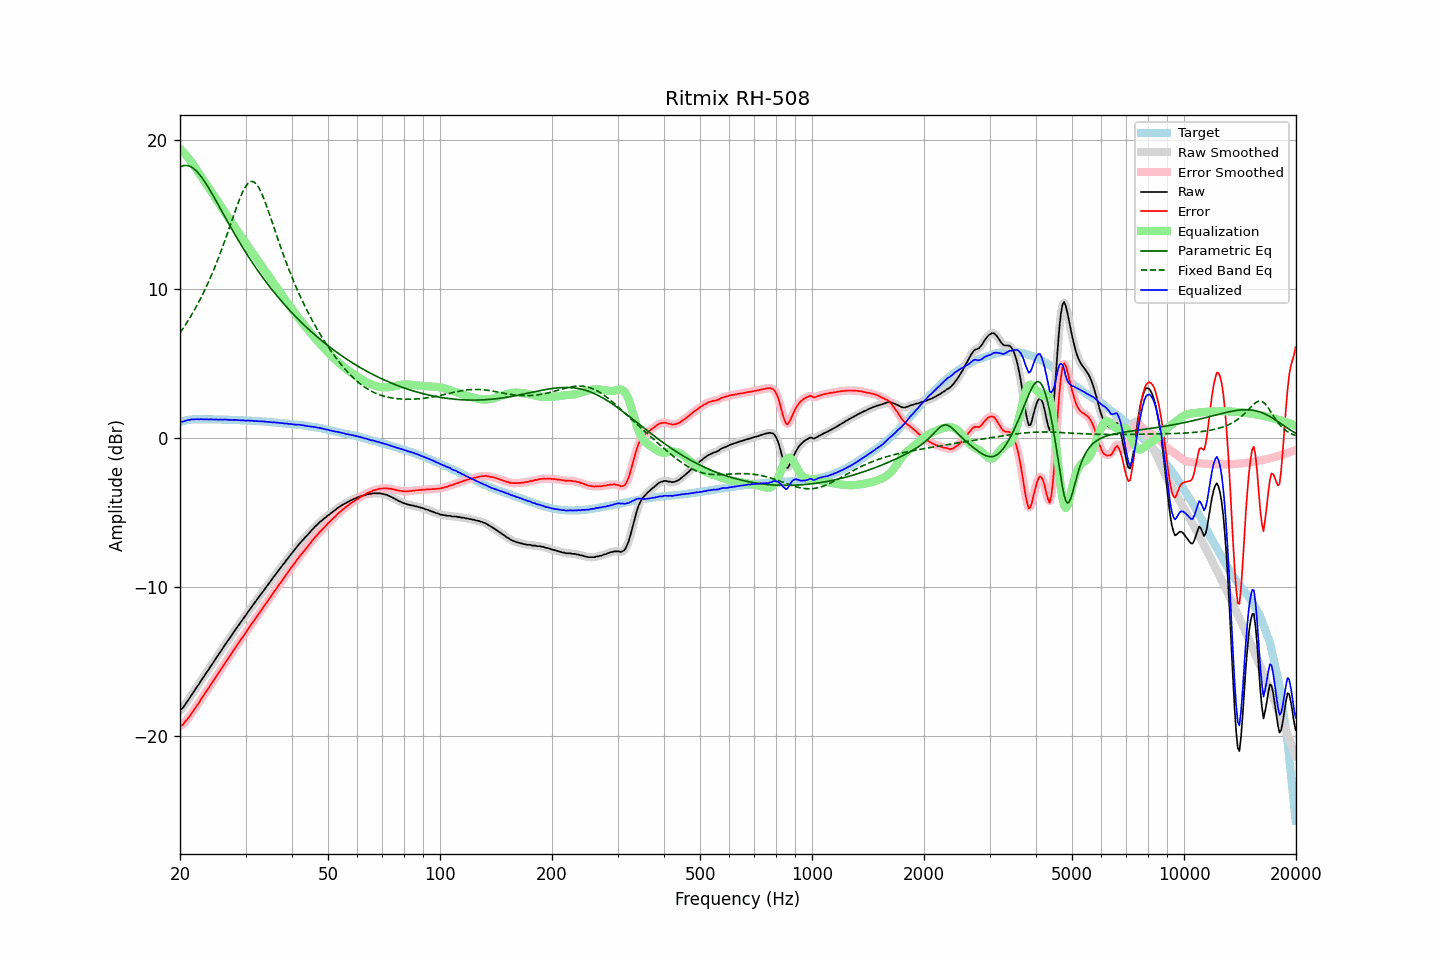 Ritmix RH-508
Amplitude (dBr)
20
10
0
−10
−20
Target
Raw Smoothed
Error Smoothed
Raw
Error
Equalization
Parametric Eq
Fixed Band Eq
Equalized
20 50 100 200 500 1000 2000 5000 10000 20000
Frequency (Hz)